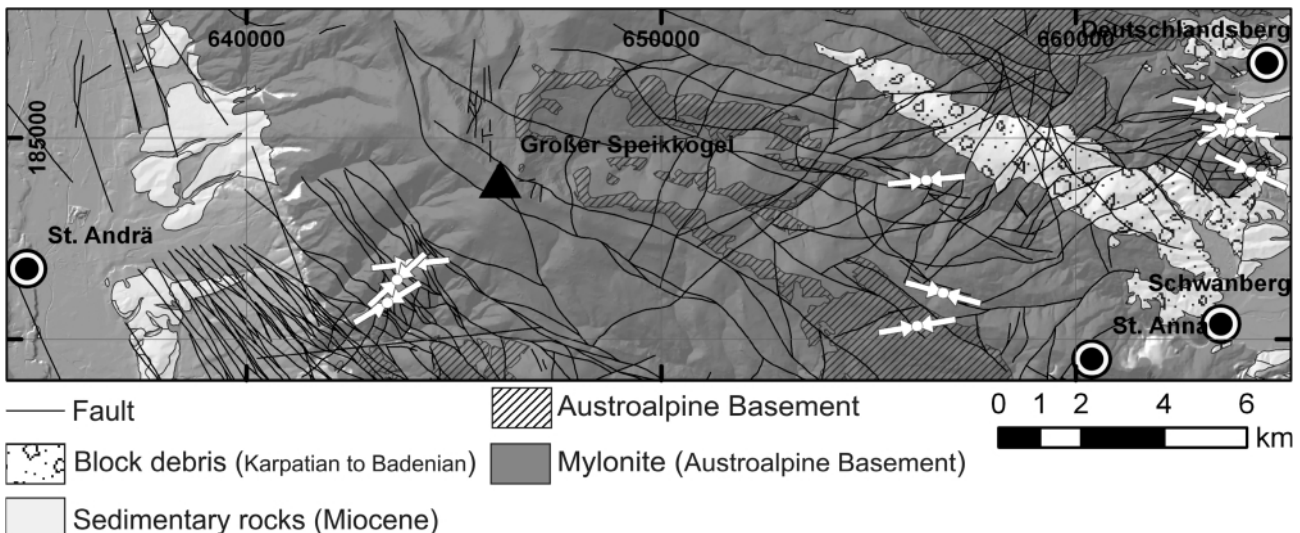 640000
650000
660000
Deutschlandsberg
185000
Großer Speikkogel
St. Andrä
Schwanberg
St. Anna
Fault
Austroalpine Basement
0 1 2 4 6
km
Block debris (Karpatian to Badenian)
Mylonite (Austroalpine Basement)
Sedimentary rocks (Miocene)